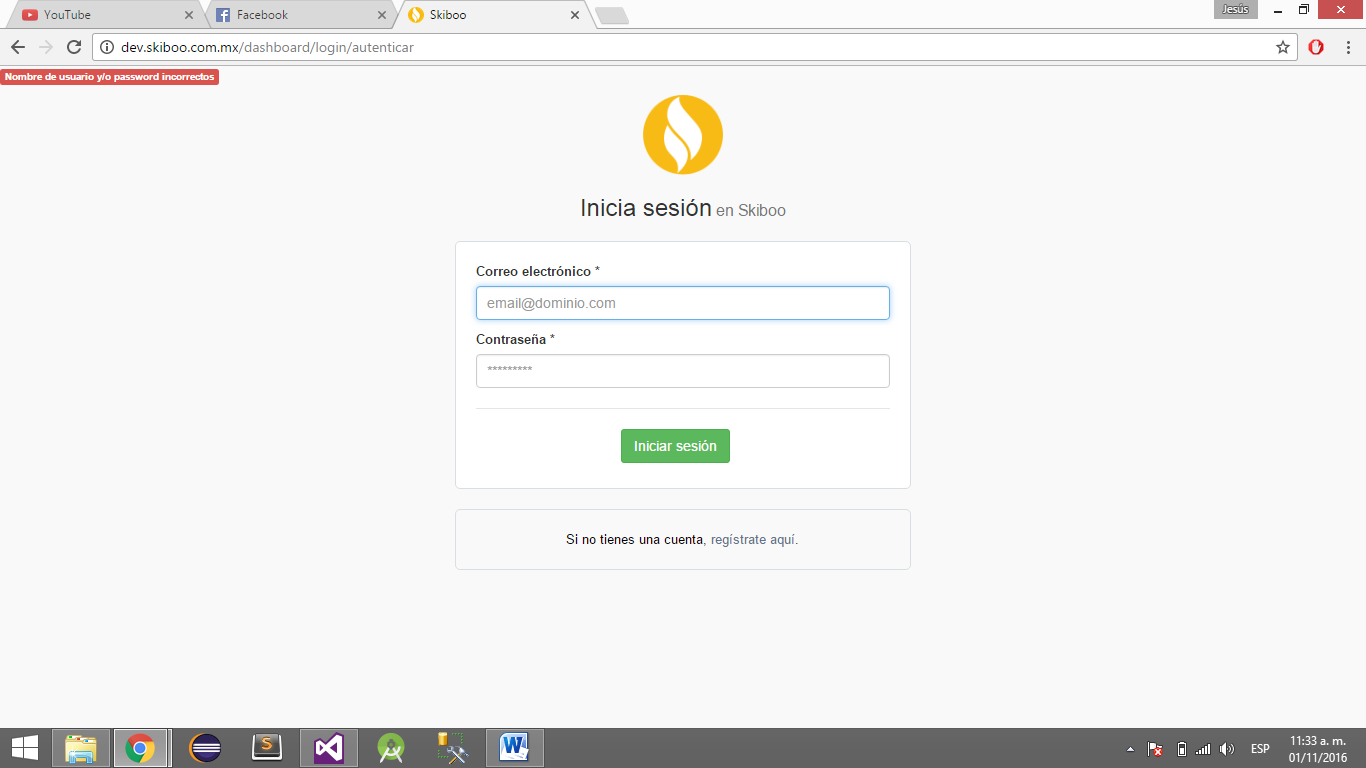 YouTube
Facebook
Skiboo
Jesús
dev.skiboo.com.mx/dashboard/login/autenticar
Nombre de usuario y/o password incorrectos
Inicia sesión en Skiboo
Correo electrónico *
email@dominio.com
Contraseña *
*********
Iniciar sesión
Si no tienes una cuenta, regístrate aquí.
ESP
11:33 a. m.
01/11/2016